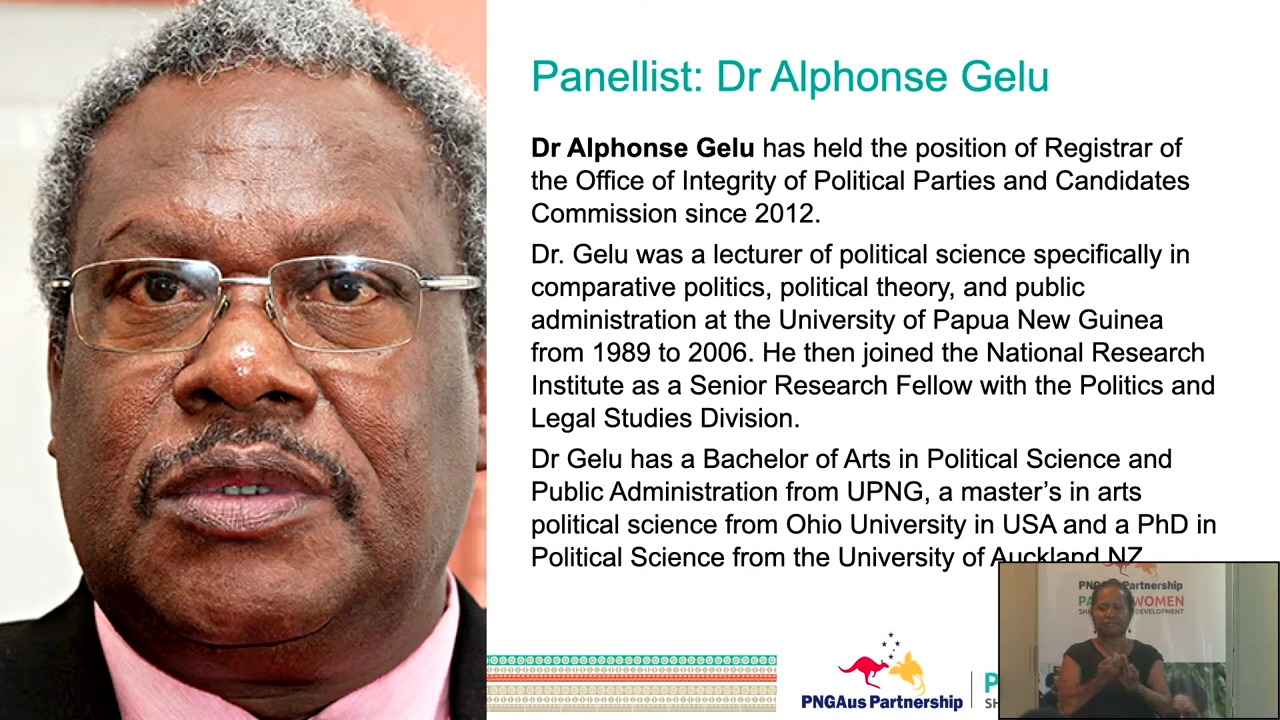 Panellist: Dr Alphonse Gelu
Dr Alphonse Gelu has held the position of Registrar of
the Office of Integrity of Political Parties and Candidates
Commission since 2012.
Dr. Gelu was a lecturer of political science specifically in
comparative politics, political theory, and public
administration at the University of Papua New Guinea
from 1989 to 2006. He then joined the National Research
Institute as a Senior Research Fellow with the Politics and
Legal Studies Division.
Dr Gelu has a Bachelor of Arts in Political Science and
Public Administration from UPNG, a master's in arts
political science from Ohio University in USA and a PhD in
Political Science from the University of Auckland NZ
PNGAus Partnership
P
SH
Partnership
WOMEN
DEVELOPMENT